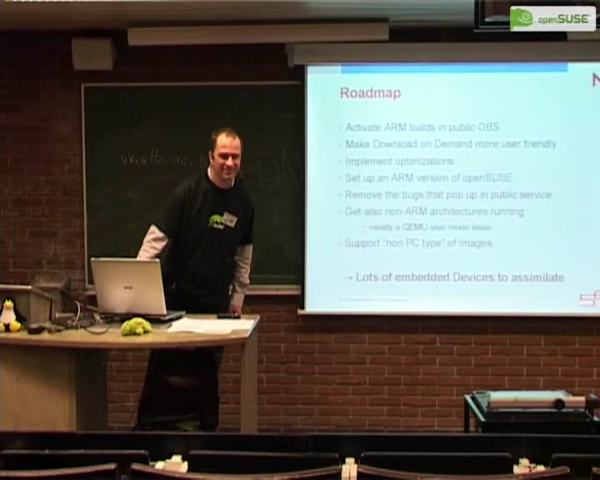 openSUSE
Roadmap
Activate ARM builds in public OBS
Make Download on Demand more user friendly
Implement optimizations
Set up an ARM version of openSUSE
Remove the bugs that pop up in public service
Get also non-ARM architectures running
- mostly a QEMU user mode issue
Support "non PC type" of Images
→ Lots of embedded Devices to assimilate